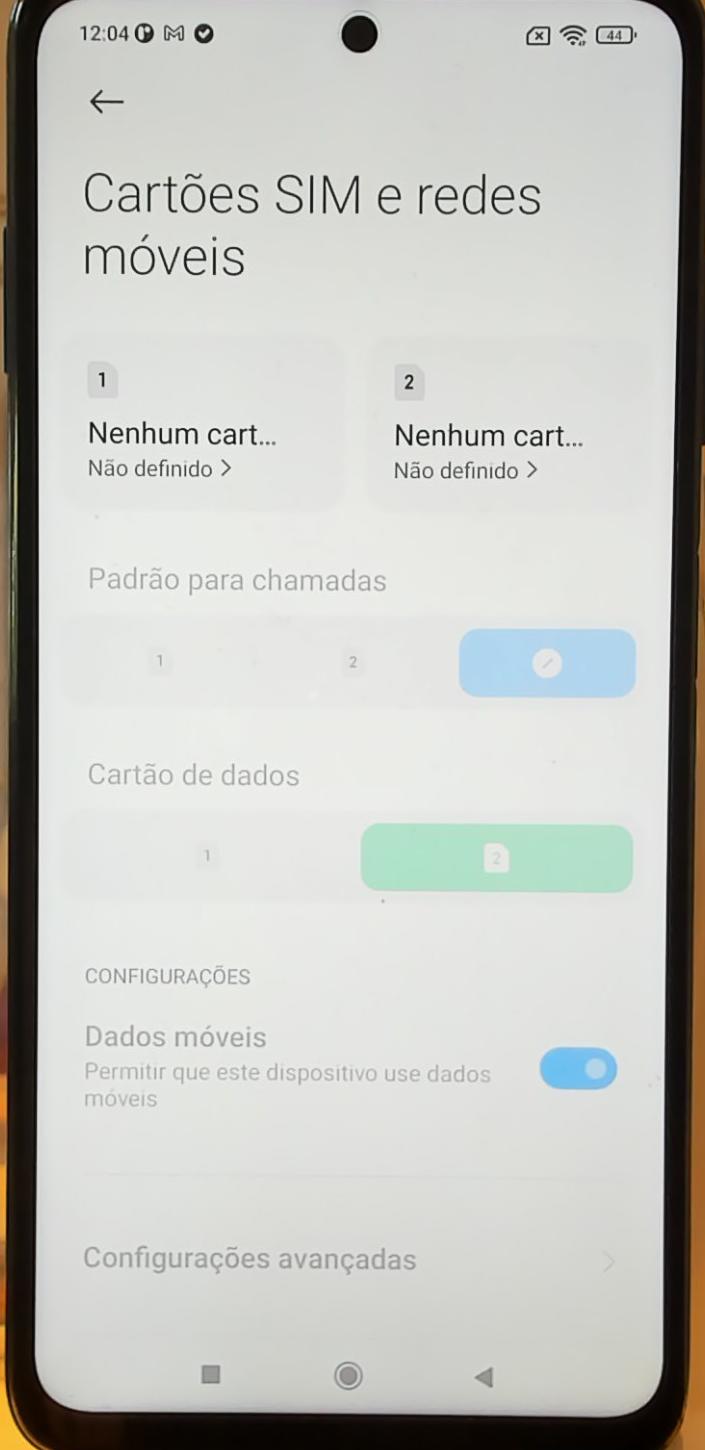 12:04
44
Cartões SIM e redes
móveis
1
Nenhum cart...
Não definido >
2
Nenhum cart...
Não definido >
Padrão para chamadas
1
2
Cartão de dados
1
2
CONFIGURAÇÕES
Dados móveis
Permitir que este dispositivo use dados
móveis
Configurações avançadas